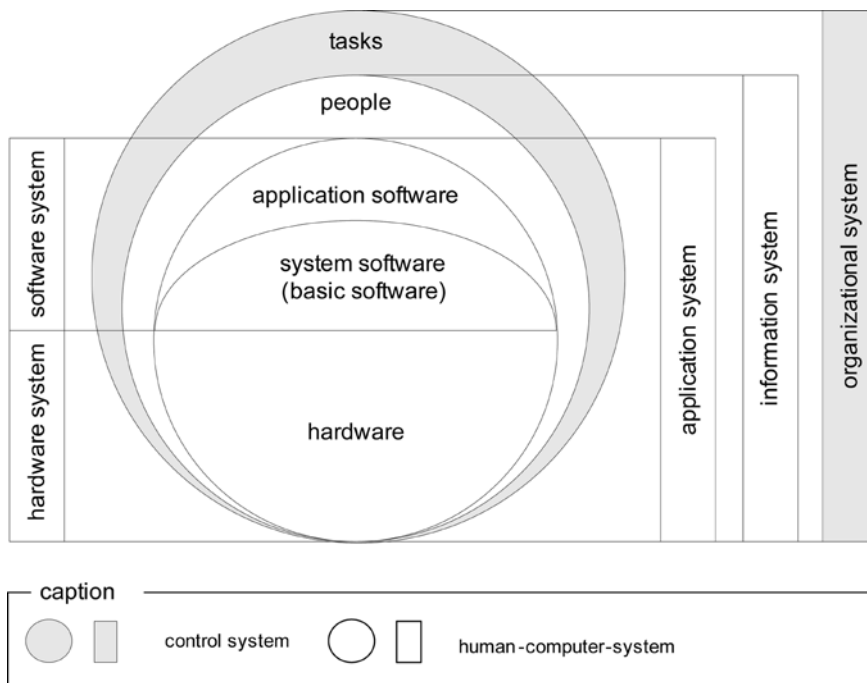 tasks
people
application software
system software
(basic software)
hardware
software system
hardware system
application system
information system
organizational system
caption
control system
human-computer-system